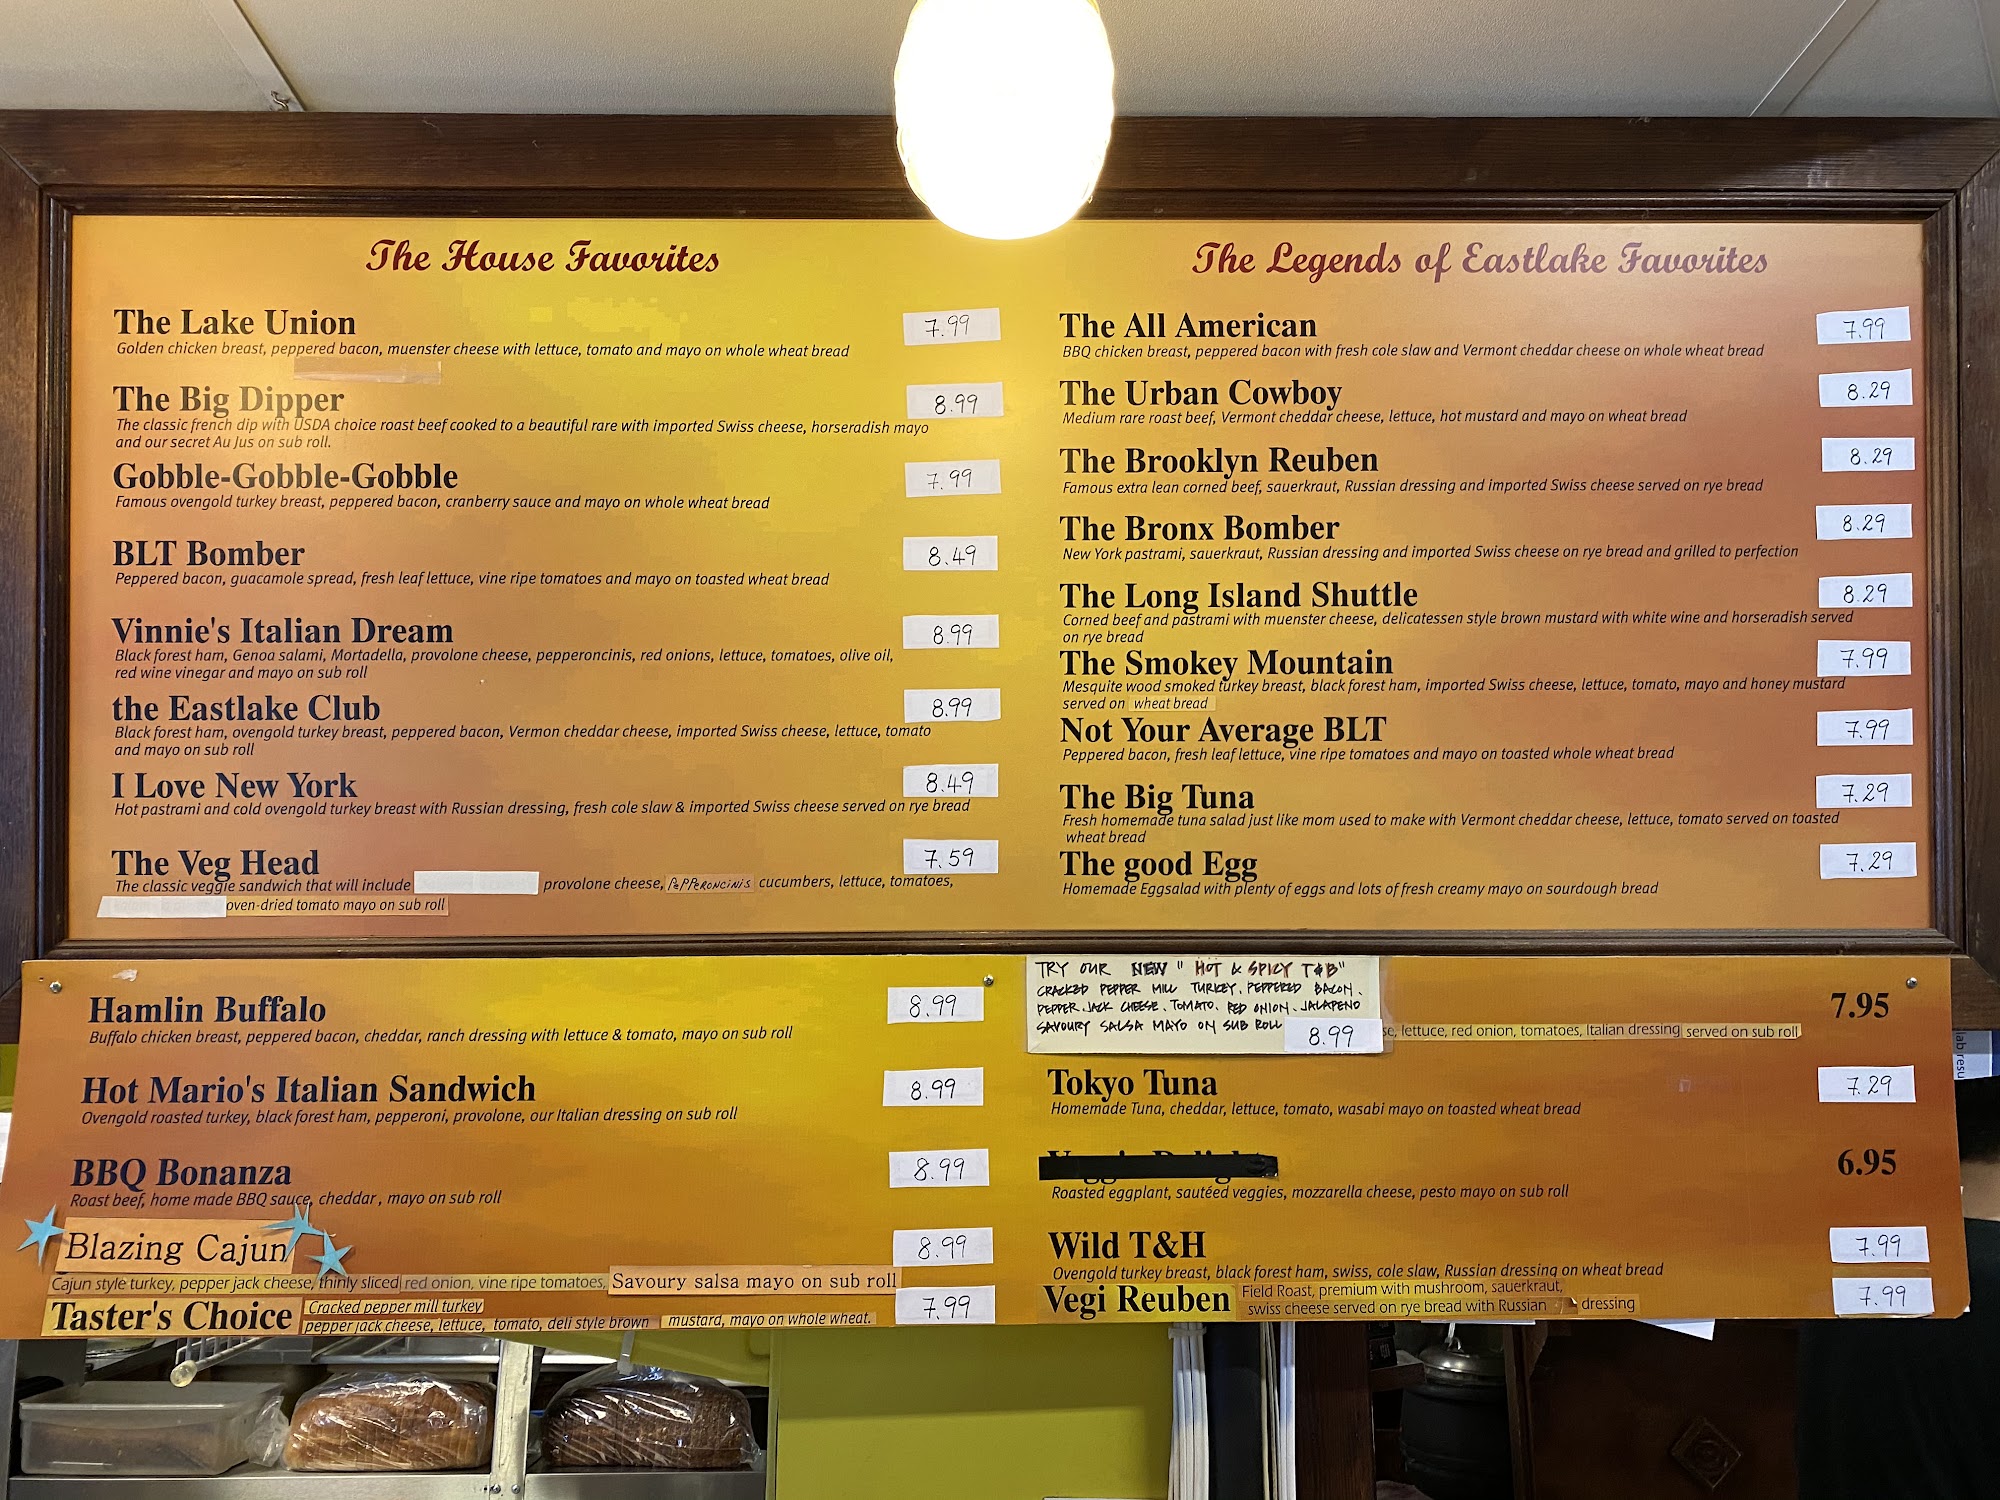 The House Favorites
The Lake Union 7.99
Golden chicken breast, peppered bacon, muenster cheese with lettuce, tomato and mayo on whole wheat bread
The Big Dipper 8.99
The classic french dip with USDA choice roast beef cooked to a beautiful rare with imported Swiss cheese, horseradish mayo
and our secret Au Jus on sub roll.
Gobble-Gobble-Gobble 7.99
Famous ovengold turkey breast, peppered bacon, cranberry sauce and mayo on whole wheat bread
BLT Bomber 8.49
Peppered bacon, guacamole spread, fresh leaf lettuce, vine ripe tomatoes and mayo on toasted wheat bread
Vinnie's Italian Dream 8.99
Black forest ham, Genoa salami, Mortadella, provolone cheese, pepperoncinis, red onions, lettuce, tomatoes, olive oil,
red wine vinegar and mayo on sub roll
the Eastlake Club 8.99
Black forest ham, ovengold turkey breast, peppered bacon, Vermon cheddar cheese, imported Swiss cheese, lettuce, tomato
and mayo on sub roll
I Love New York 8.49
Hot pastrami and cold ovengold turkey breast with Russian dressing, fresh cole slaw & imported Swiss cheese served on rye bread
The Veg Head 7.59
The classic veggie sandwich that will include provolone cheese, PEPPERONCINIS cucumbers, lettuce, tomatoes,
oven-dried tomato mayo on sub roll
The Legends of Eastlake Favorites
The All American 7.99
BBQ chicken breast, peppered bacon with fresh cole slaw and Vermont cheddar cheese on whole wheat bread
The Urban Cowboy 8.29
Medium rare roast beef, Vermont cheddar cheese, lettuce, hot mustard and mayo on wheat bread
The Brooklyn Reuben 8.29
Famous extra lean corned beef, sauerkraut, Russian dressing and imported Swiss cheese served on rye bread
The Bronx Bomber 8.29
New York pastrami, sauerkraut, Russian dressing and imported Swiss cheese on rye bread and grilled to perfection
The Long Island Shuttle 8.29
Corned beef and pastrami with muenster cheese, delicatessen style brown mustard with white wine and horseradish served
on rye bread
The Smokey Mountain 7.99
Mesquite wood smoked turkey breast, black forest ham, imported Swiss cheese, lettuce, tomato, mayo and honey mustard
served on wheat bread
Not Your Average BLT 7.99
Peppered bacon, fresh leaf lettuce, vine ripe tomatoes and mayo on toasted whole wheat bread
The Big Tuna 7.29
Fresh homemade tuna salad just like mom used to make with Vermont cheddar cheese, lettuce, tomato served on toasted
wheat bread
The good Egg 7.29
Homemade Eggsalad with plenty of eggs and lots of fresh creamy mayo on sourdough bread
Hamlin Buffalo 8.99
Buffalo chicken breast, peppered bacon, cheddar, ranch dressing with lettuce & tomato, mayo on sub roll
Hot Mario's Italian Sandwich 8.99
Ovengold roasted turkey, black forest ham, pepperoni, provolone, our Italian dressing on sub roll
BBQ Bonanza 8.99
Roast beef, home made BBQ sauce, cheddar, mayo on sub roll
Blazing Cajun 8.99
Cajun style turkey, pepper jack cheese, thinly sliced red onion, vine ripe tomatoes, Savoury salsa mayo on sub roll
Taster's Choice 7.99
Cracked pepper mill turkey
pepper jack cheese, lettuce, tomato, deli style brown mustard, mayo on whole wheat.
TRY OUR NEW "HOT & SPICY T&B"
CRACKED PEPPER MILL TURKEY, PEPPERED BACON,
PEPPER JACK CHEESE, TOMATO, RED ONION, JALAPENO
SAVOURY SALSA MAYO ON SUB ROLL 8.99
7.95
lettuce, red onion, tomatoes, Italian dressing served on sub roll
Tokyo Tuna 7.29
Homemade Tuna, cheddar, lettuce, tomato, wasabi mayo on toasted wheat bread
6.95
Roasted eggplant, sautéed veggies, mozzarella cheese, pesto mayo on sub roll
Wild T&H 7.99
Ovengold turkey breast, black forest ham, swiss, cole slaw, Russian dressing on wheat bread
Vegi Reuben 7.99
Field Roast, premium with mushroom, sauerkraut,
swiss cheese served on rye bread with Russian dressing